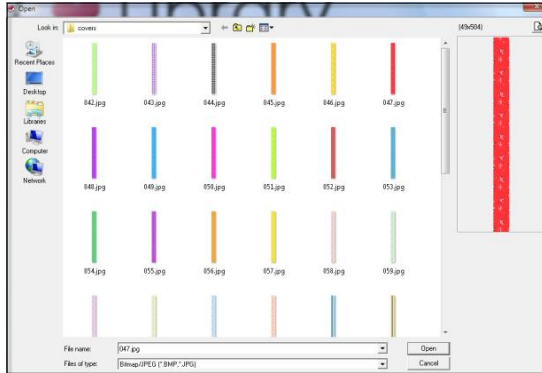 Open
Library
Look in:
covers
(49x504)
Recent Places
Desktop
Libraries
Computer
Network
042.jpg
043.jpg
044.jpg
045.jpg
046.jpg
047.jpg
048.jpg
049.jpg
050.jpg
051.jpg
052.jpg
053.jpg
054.jpg
055.jpg
056.jpg
057.jpg
058.jpg
059.jpg
File name:
047.jpg
Open
Files of type:
Bitmap/JPEG (*.BMP,*.JPG)
Cancel